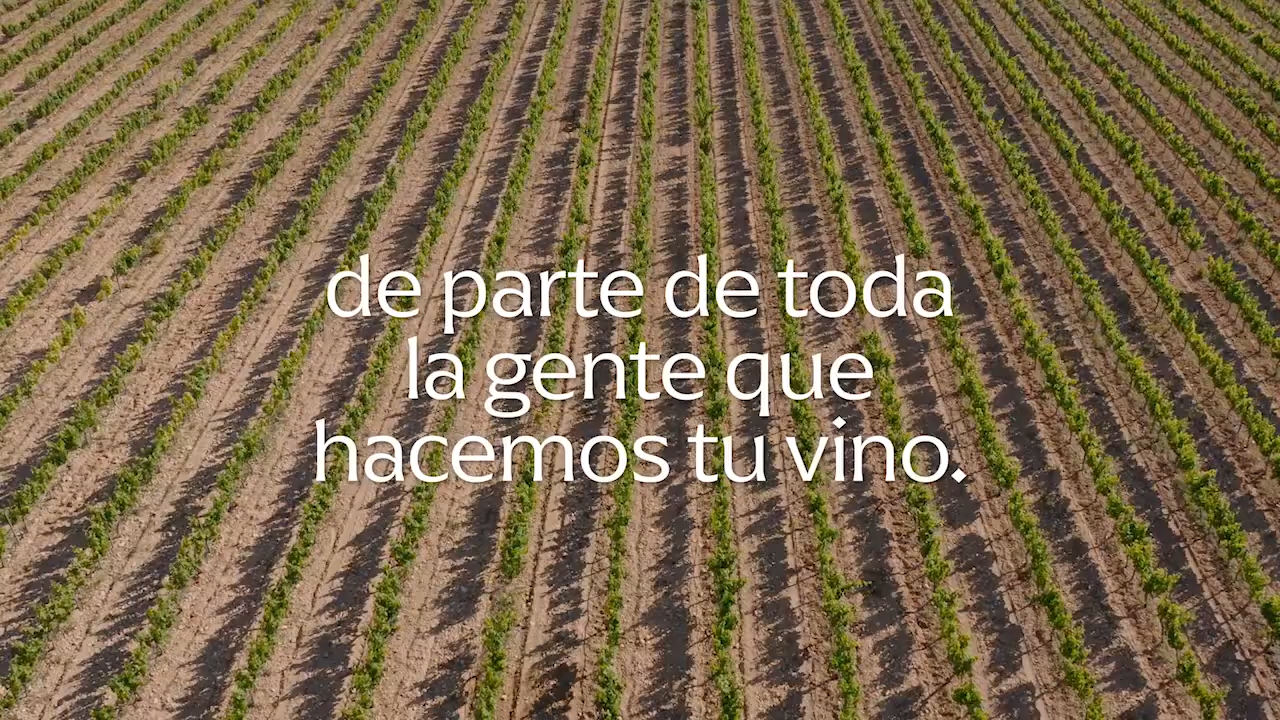 de parte de toda
la gente que
hacemos tu vino.